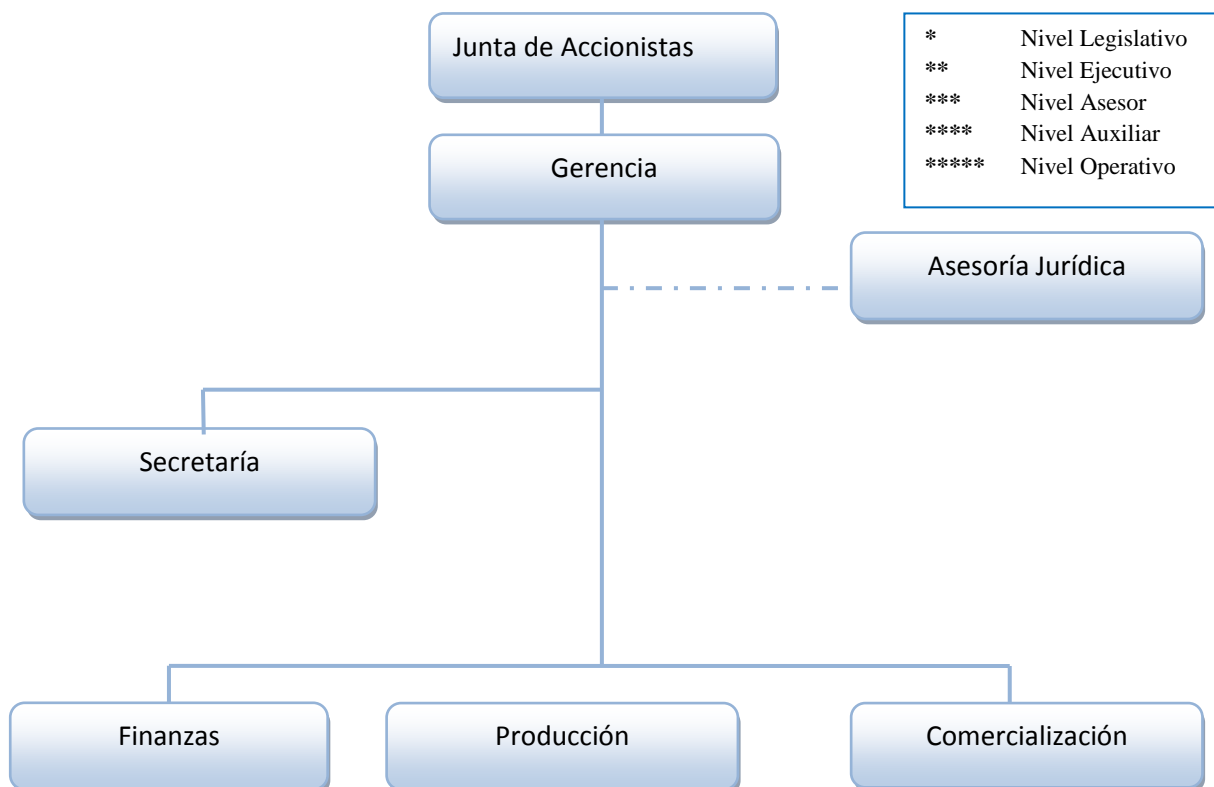 Junta de Accionistas
* Nivel Legislativo
** Nivel Ejecutivo
*** Nivel Asesor
**** Nivel Auxiliar
***** Nivel Operativo
Gerencia
Asesoría Jurídica
Secretaría
Finanzas
Producción
Comercialización